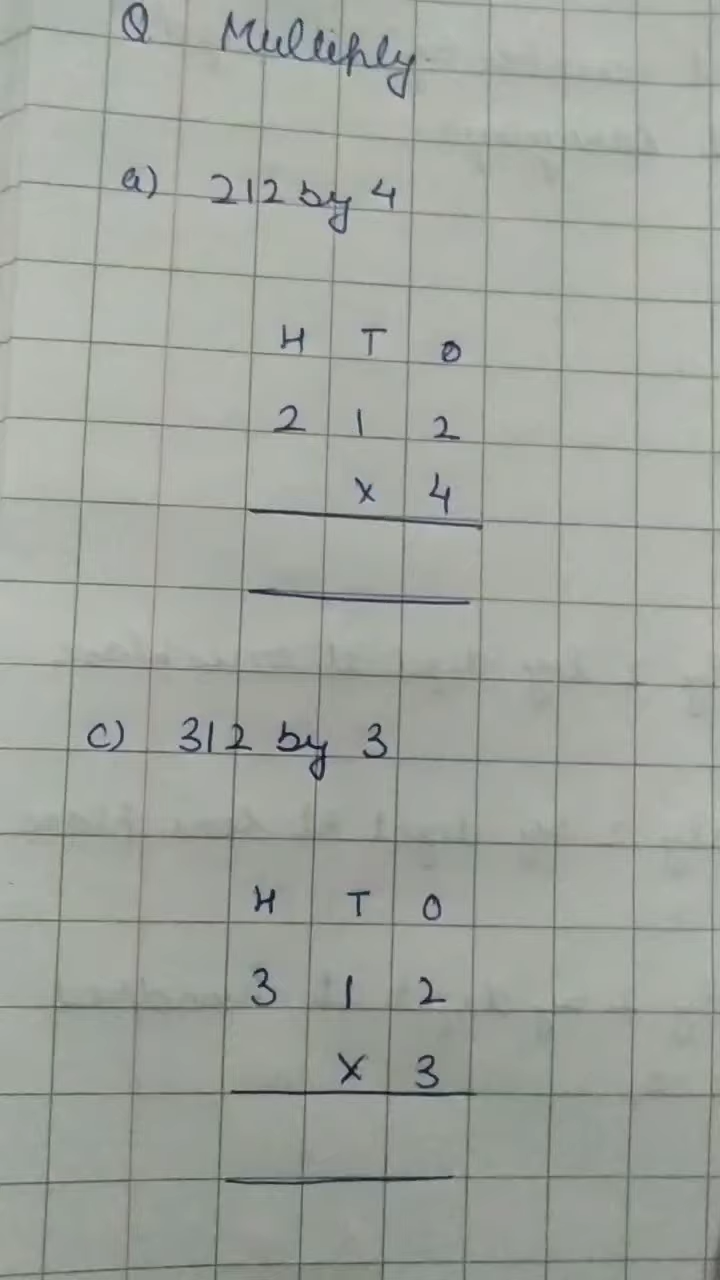 Q Multiply.
a) 212 by 4
H T O
2 1 2
x 4
c) 312 by 3
H T O
3 1 2
x 3